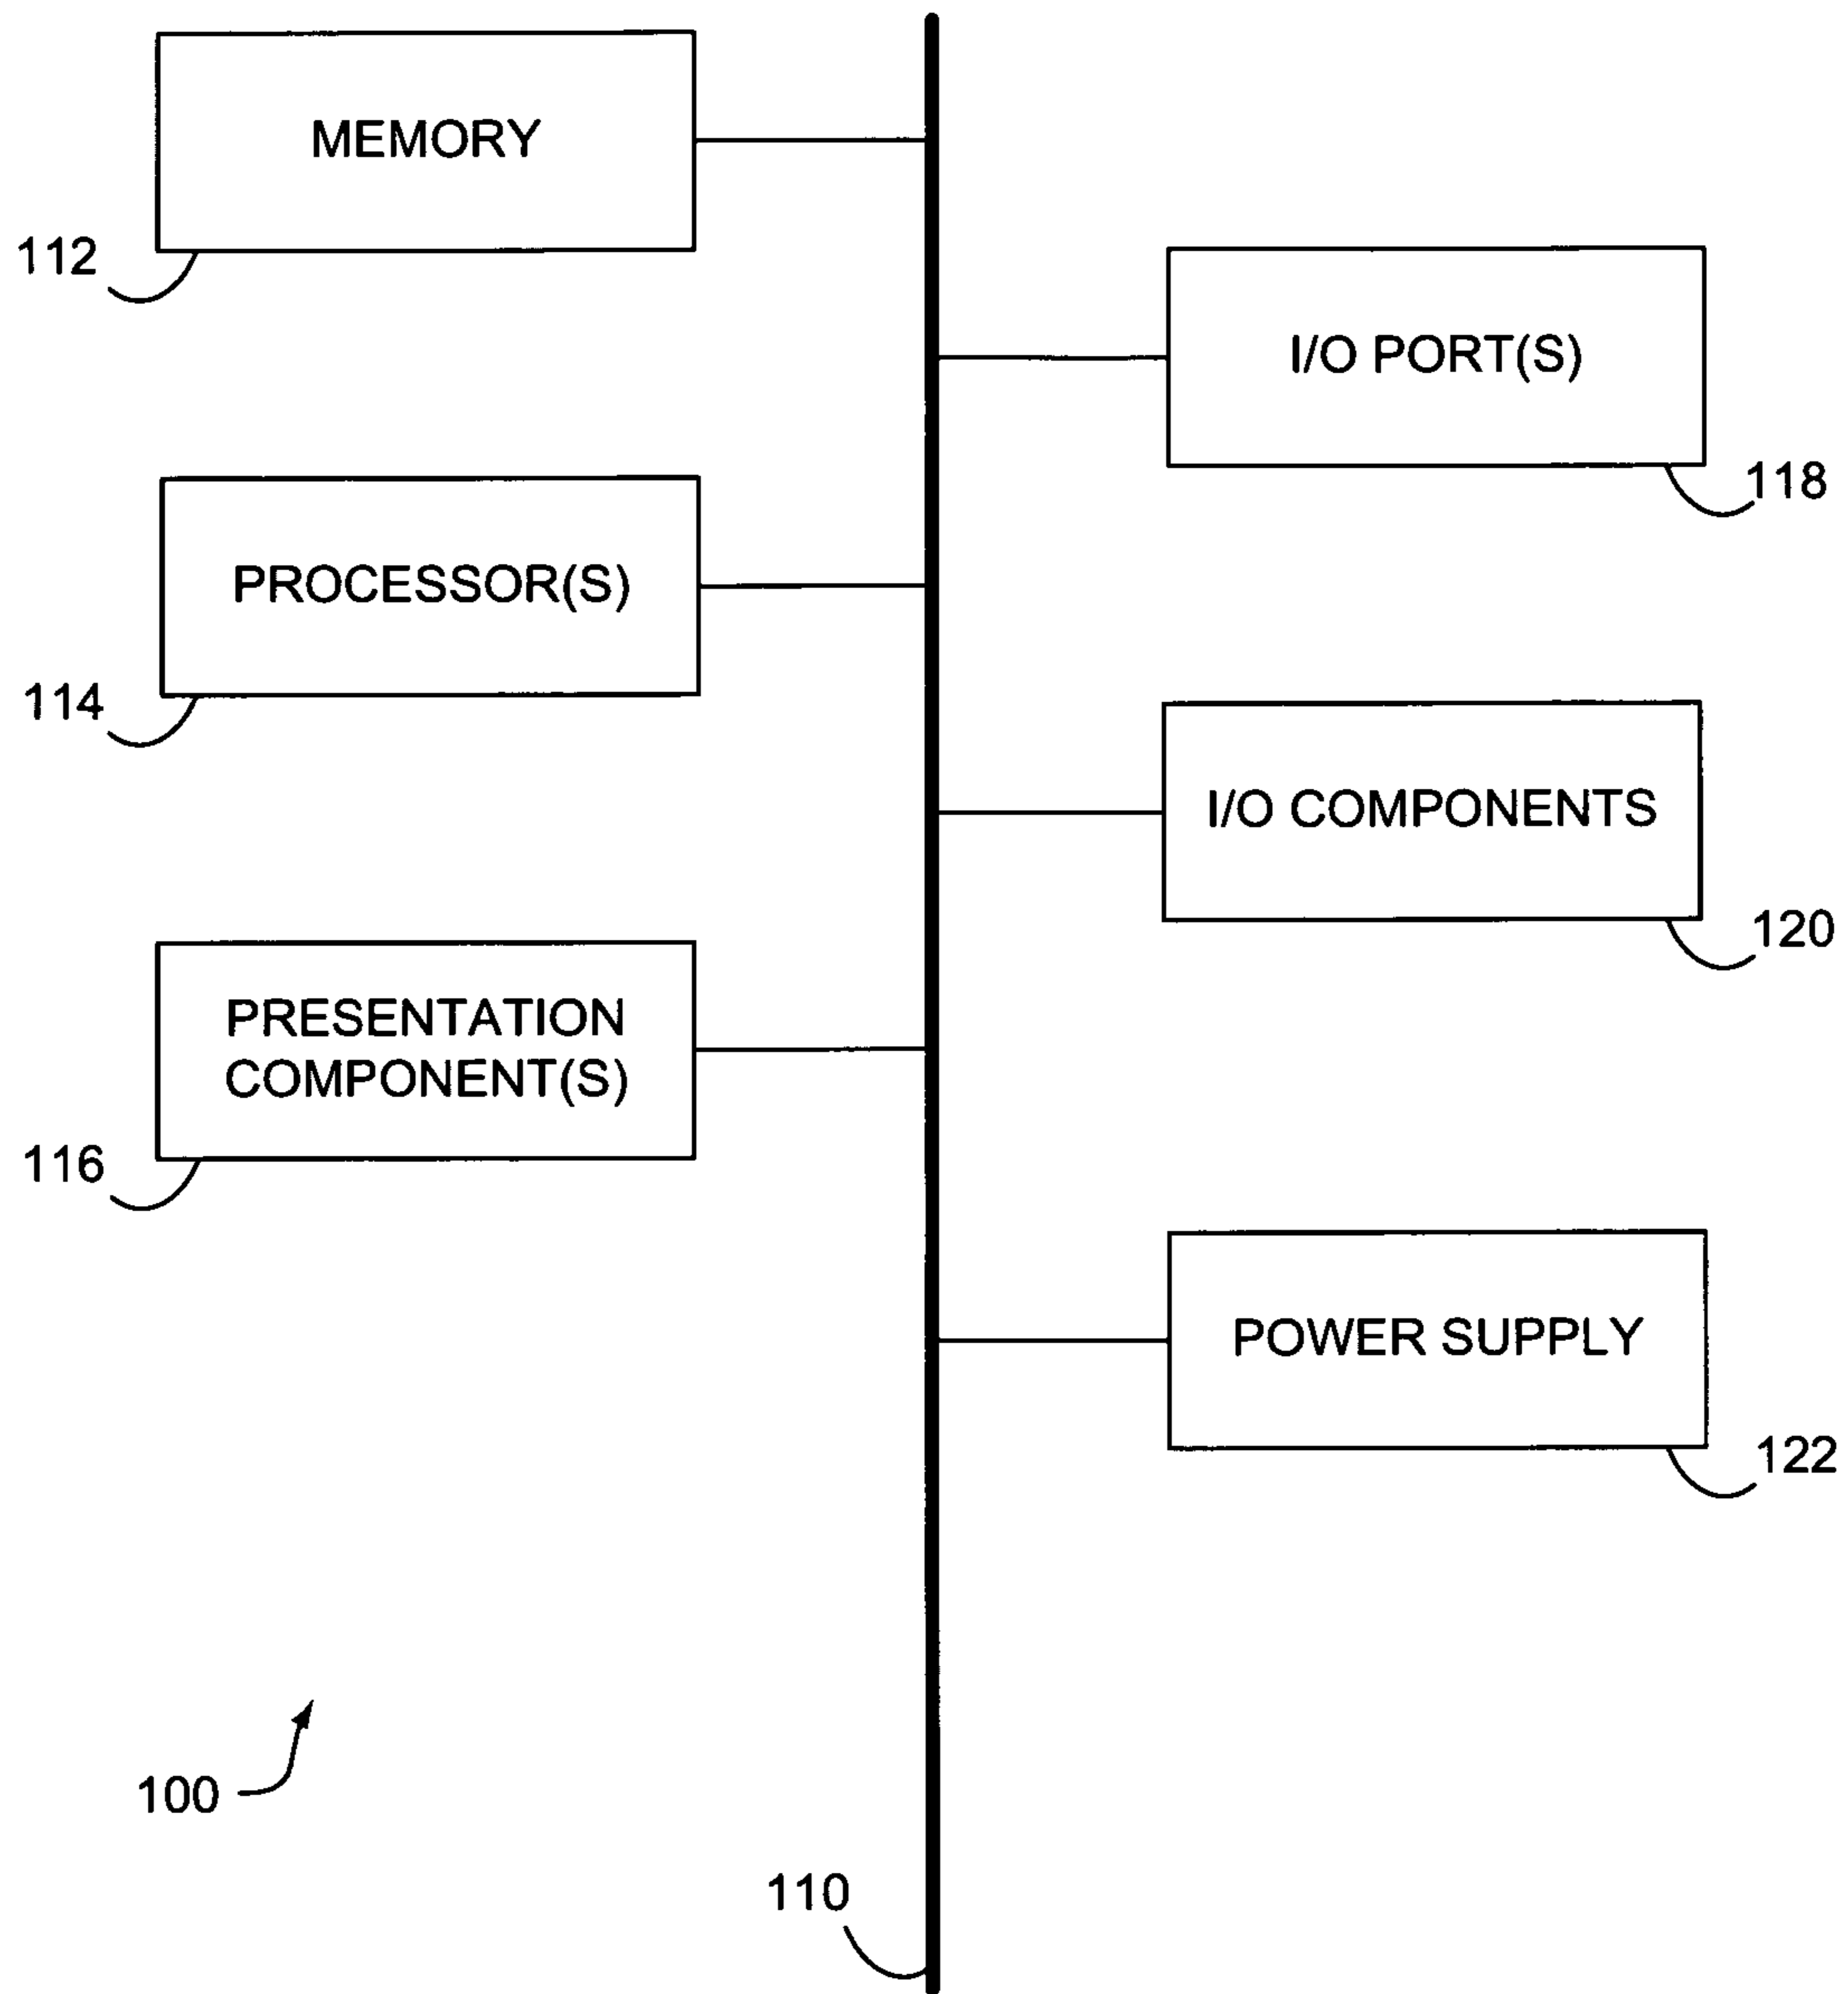 MEMORY
112
I/O PORT(S)
118
PROCESSOR(S)
114
I/O COMPONENTS
120
PRESENTATION
COMPONENT(S)
116
POWER SUPPLY
122
100
110